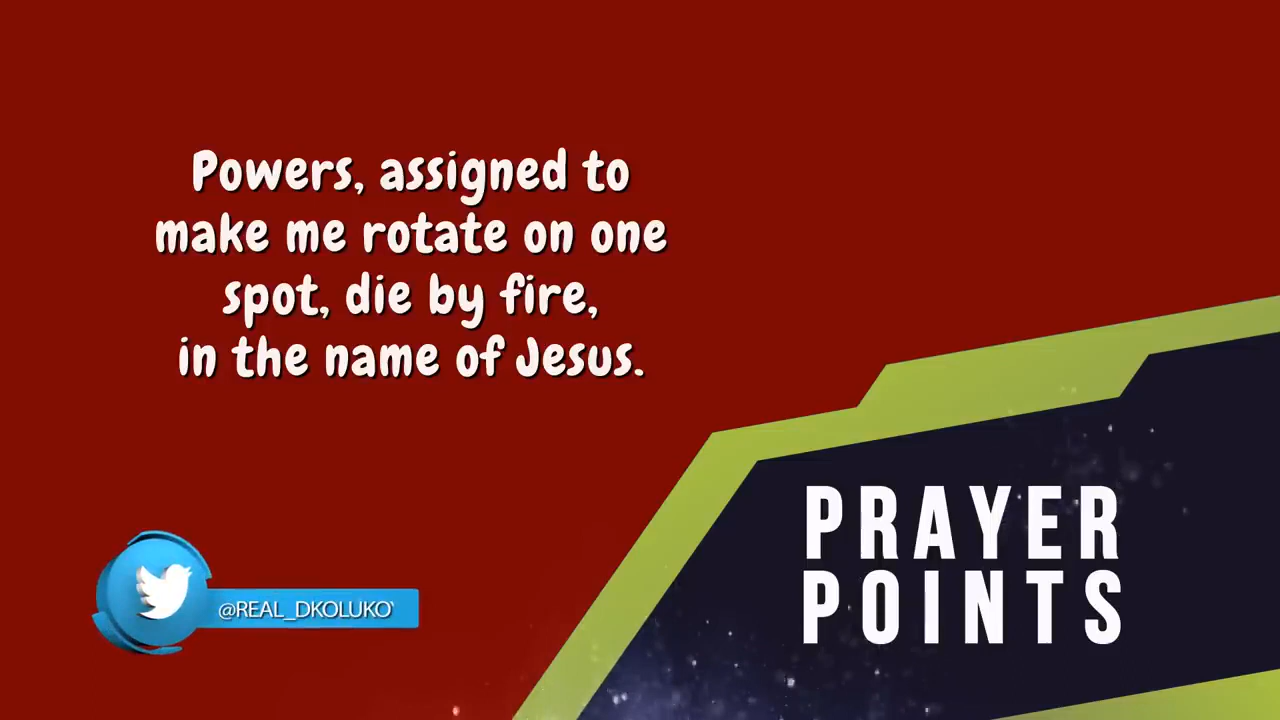 Powers, assigned to
make me rotate on one
spot, die by fire,
in the name of Jesus.
PRAYER
POINTS
@REAL_DKOLUKO